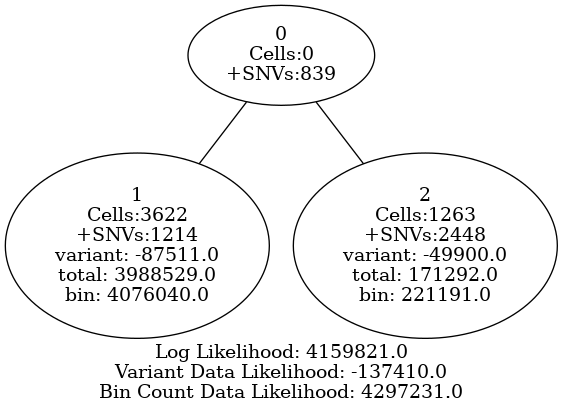 0
Cells:0
+SNVs:839
1
Cells:3622
+SNVs:1214
variant: -87511.0
total: 3988529.0
bin: 4076040.0
2
Cells:1263
+SNVs:2448
variant: -49900.0
total: 171292.0
bin: 221191.0
Log Likelihood: 4159821.0
Variant Data Likelihood: -137410.0
Bin Count Data Likelihood: 4297231.0